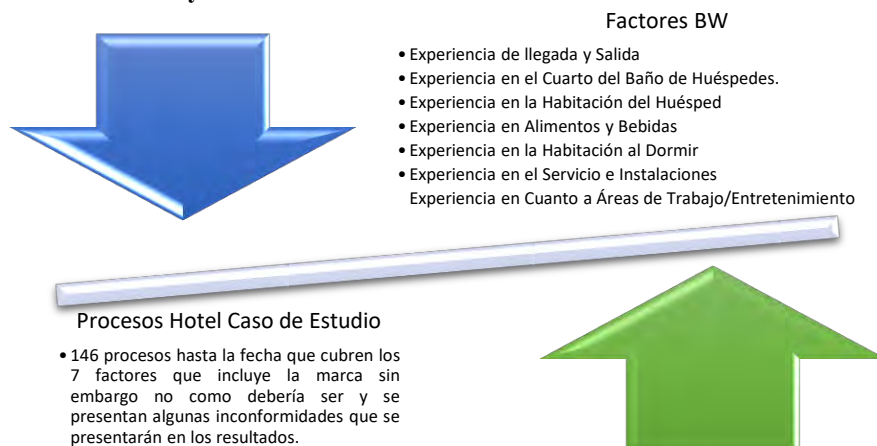 Factores BW
• Experiencia de llegada y Salida
• Experiencia en el Cuarto del Baño de Huéspedes.
• Experiencia en la Habitación del Huésped
• Experiencia en Alimentos y Bebidas
• Experiencia en la Habitación al Dormir
• Experiencia en el Servicio e Instalaciones
Experiencia en Cuanto a Áreas de Trabajo/Entretenimiento
Procesos Hotel Caso de Estudio
• 146 procesos hasta la fecha que cubren los
7 factores que incluye la marca sin
embargo no como debería ser y se
presentan algunas inconformidades que se
presentarán en los resultados.